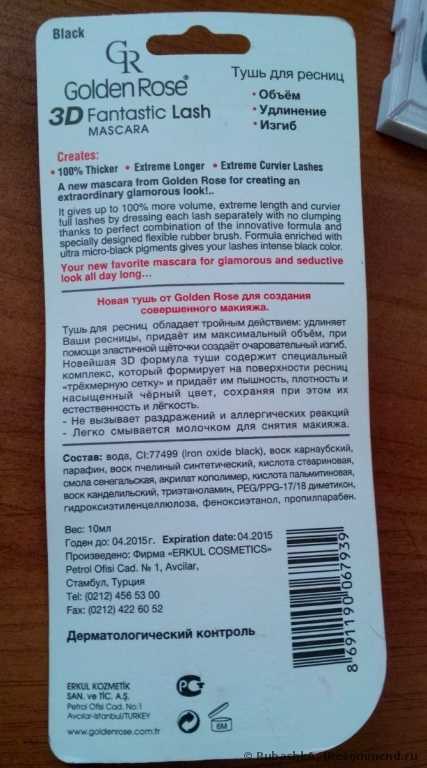 Black
GR
Golden Rose®
3D Fantastic Lash
MASCARA
Тушь для ресниц
• Объём
• Удлинение
• Изгиб
Creates:
• 100% Thicker • Extreme Longer • Extreme Curvier Lashes
A new mascara from Golden Rose for creating an
extraordinary glamorous look!..
It gives up to 100% more volume, extreme length and curvier
full lashes by dressing each lash separately with no clumping
thanks to perfect combination of the innovative formula and
specially designed flexible rubber brush. Formula enriched with
ultra micro-black pigments gives your lashes intense black color.
Your new favorite mascara for glamorous and seductive
look all day long...
Новая тушь от Golden Rose для создания
совершенного макияжа.
Тушь для ресниц обладает тройным действием: удлиняет
Ваши ресницы, придаёт им максимальный объём, при
помощи эластичной щёточки создаёт очаровательный изгиб.
Новейшая 3D формула туши содержит специальный
комплекс, который формирует на поверхности ресниц
«трёхмерную сетку» и придаёт им пышность, плотность и
насыщенный чёрный цвет, сохраняя при этом их
естественность и лёгкость.
- Не вызывает раздражений и аллергических реакций
- Легко смывается молочком для снятия макияжа.
Состав: вода, CI:77499 (iron oxide black), воск карнаубский,
парафин, воск пчелиный синтетический, кислота стеариновая,
смола сенегальская, акрилат кополимер, кислота пальмитиновая,
воск кандельский, триэтаноламин, PEG/PPG-17/18 диметикон,
гидроксиэтиленцеллюлоза, феноксиэтанол, пропилпарабен.
Вес: 10мл
Годен до: 04.2015г. Expiration date:04.2015
Произведено: Фирма «ERKUL COSMETICS»
Petrol Ofisi Cad. № 1, Avcilar,
Стамбул, Турция
Tel: (0212) 456 53 00
Fax: (0212) 422 60 52
Дерматологический контроль
8 691190 067939
ERKUL KOZMETİK
SAN. ve TİC. A.Ş.
Petrol Ofisi Cad. No:1
Avcılar-Istanbul/TURKEY
www.goldenrose.com.tr
6M